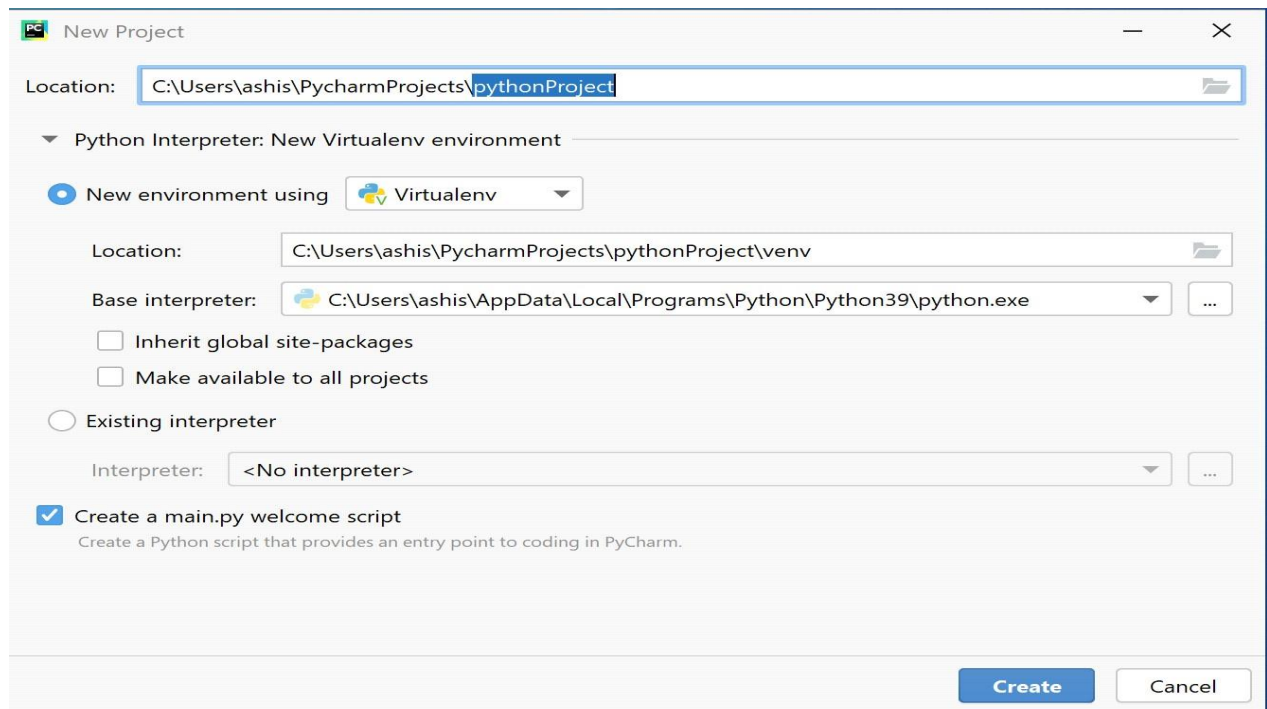 PC New Project
Location: C:\Users\ashis\PycharmProjects\pythonProject
Python Interpreter: New Virtualenv environment
New environment using Virtualenv
Location: C:\Users\ashis\PycharmProjects\pythonProject\venv
Base interpreter: C:\Users\ashis\AppData\Local\Programs\Python\Python39\python.exe ...
Inherit global site-packages
Make available to all projects
Existing interpreter
Interpreter: <No interpreter> ...
Create a main.py welcome script
Create a Python script that provides an entry point to coding in PyCharm.
Create Cancel